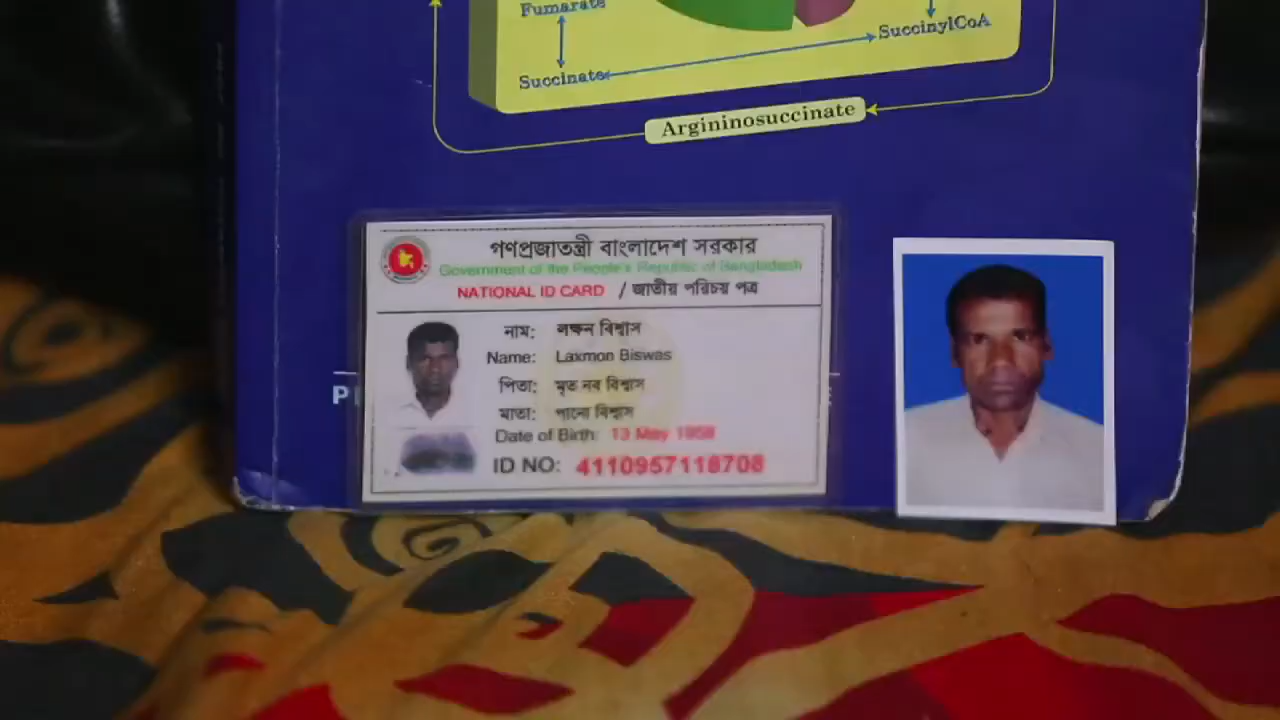 Fumarate
SuccinylCoA
Succinate
Argininosuccinate
গণপ্রজাতন্ত্রী বাংলাদেশ সরকার
Government of the People's Republic of Bangladesh
NATIONAL ID CARD / জাতীয় পরিচয় পত্র
নাম: লক্ষন বিশ্বাস
Name: Laxmon Biswas
পিতা: মৃত নব বিশ্বাস
মাতা: পানো বিশ্বাস
Date of Birth: 13 May 1958
ID NO: 4110957118708